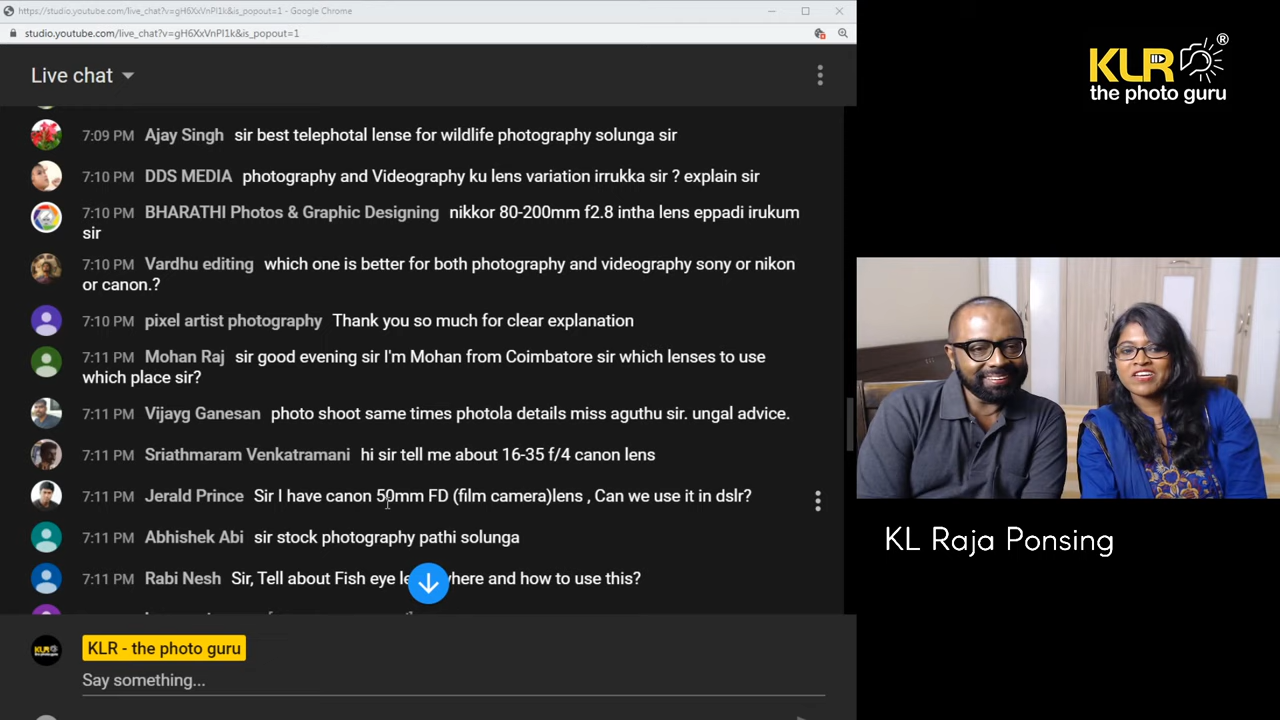 https://studio.youtube.com/live_chat?v=gH6XxVnPl1k&is_popout=1 - Google Chrome
studio.youtube.com/live_chat?v=gH6XxVnPl1k&is_popout=1
Live chat
7:09 PM Ajay Singh sir best telephotal lense for wildlife photography solunga sir
7:10 PM DDS MEDIA photography and Videography ku lens variation irrukka sir ? explain sir
7:10 PM BHARATHI Photos & Graphic Designing nikkor 80-200mm f2.8 intha lens eppadi irukum
sir
7:10 PM Vardhu editing which one is better for both photography and videography sony or nikon
or canon.?
7:10 PM pixel artist photography Thank you so much for clear explanation
7:11 PM Mohan Raj sir good evening sir I'm Mohan from Coimbatore sir which lenses to use
which place sir?
7:11 PM Vijayg Ganesan photo shoot same times photola details miss aguthu sir. ungal advice.
7:11 PM Sriathmaram Venkatramani hi sir tell me about 16-35 f/4 canon lens
7:11 PM Jerald Prince Sir I have canon 50mm FD (film camera)lens , Can we use it in dslr?
7:11 PM Abhishek Abi sir stock photography pathi solunga
7:11 PM Rabi Nesh Sir, Tell about Fish eye where and how to use this?
KLR - the photo guru
Say something...
KLR ®
the photo guru
KL Raja Ponsing